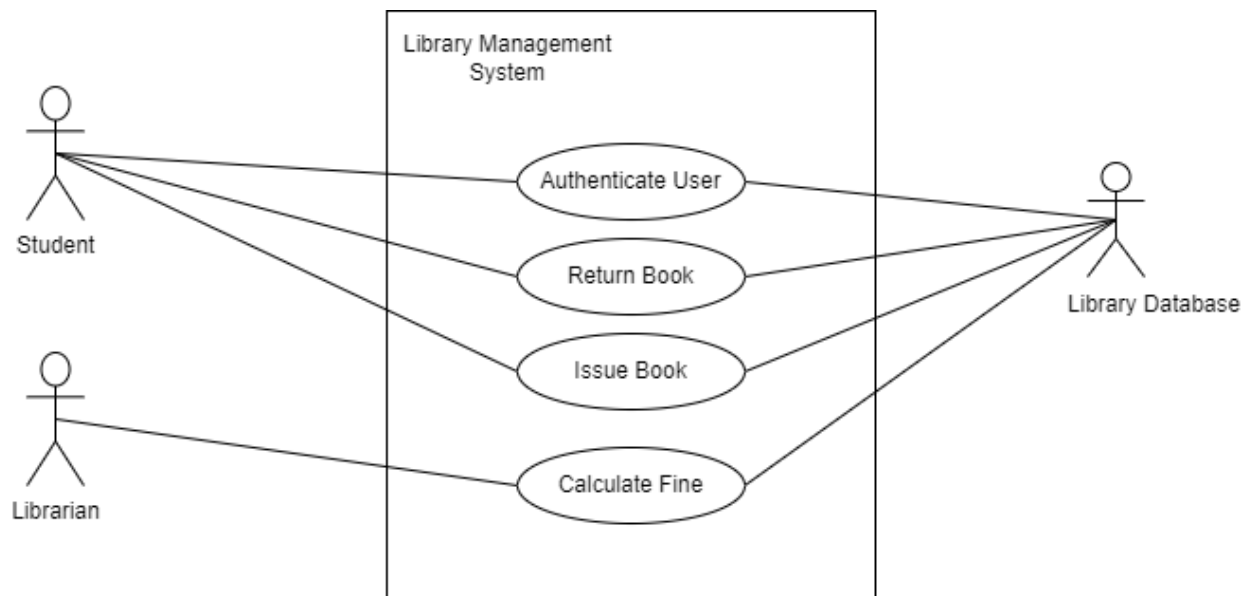 Library Management
System
Student
Authenticate User
Return Book
Library Database
Issue Book
Calculate Fine
Librarian